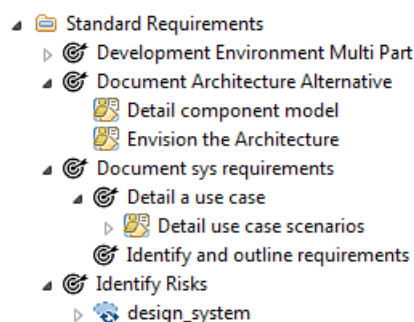 Standard Requirements
Development Environment Multi Part
Document Architecture Alternative
Detail component model
Envision the Architecture
Document sys requirements
Detail a use case
Detail use case scenarios
Identify and outline requirements
Identify Risks
design_system